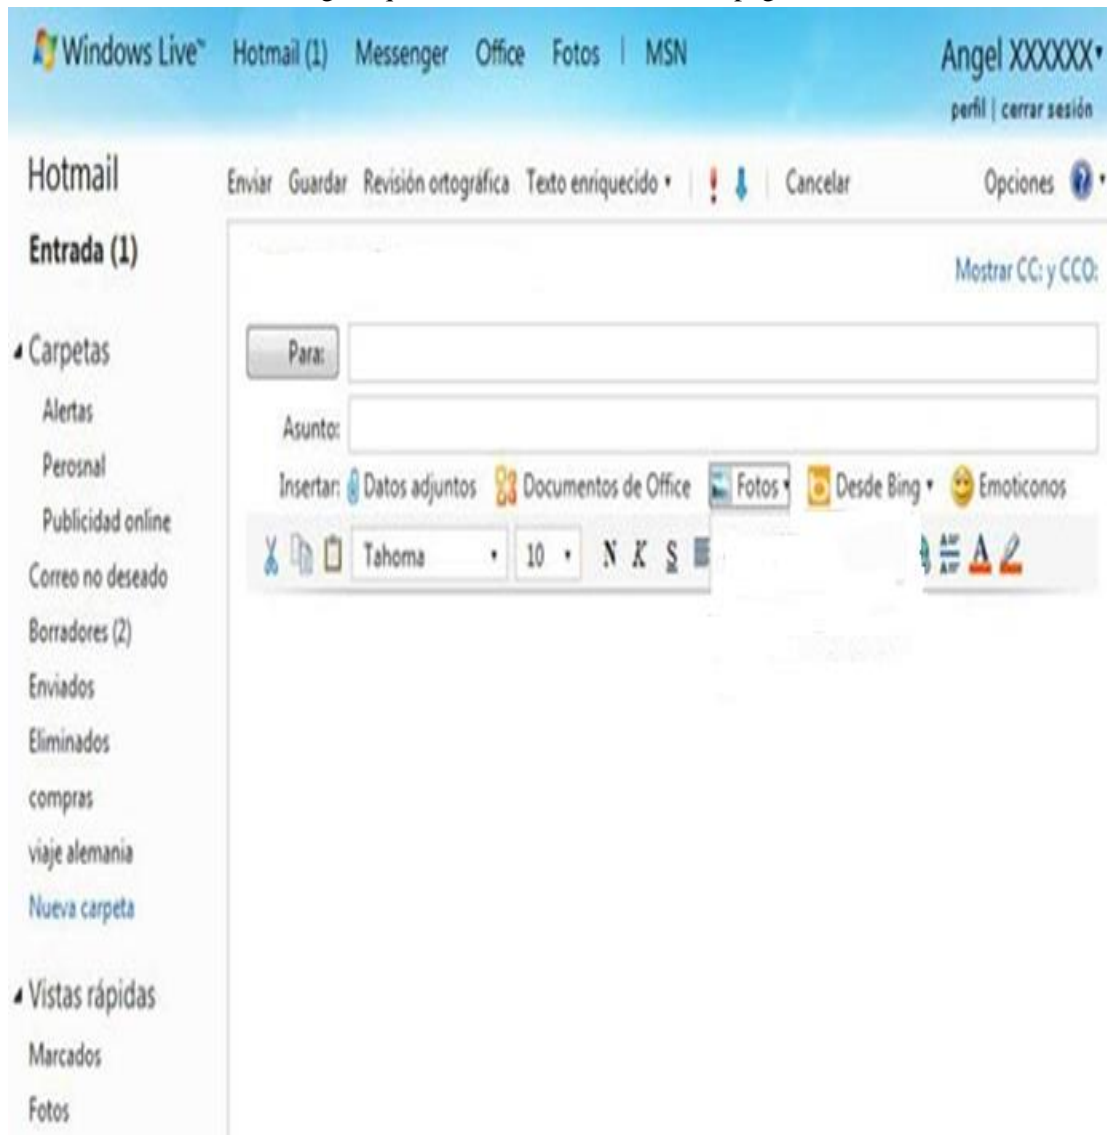 Windows Live™ Hotmail (1) Messenger Office Fotos | MSN Angel XXXXXX
perfil | cerrar sesión
Hotmail
Enviar Guardar Revisión ortográfica Texto enriquecido Cancelar Opciones
Entrada (1)
Mostrar CC: y CCO:
Carpetas
Para:
Alertas
Asunto:
Perosnal
Insertar: Datos adjuntos Documentos de Office Fotos Desde Bing Emoticonos
Publicidad online
Tahoma 10 N K S A
Correo no deseado
Borradores (2)
Enviados
Eliminados
compras
viaje alemania
Nueva carpeta
Vistas rápidas
Marcados
Fotos